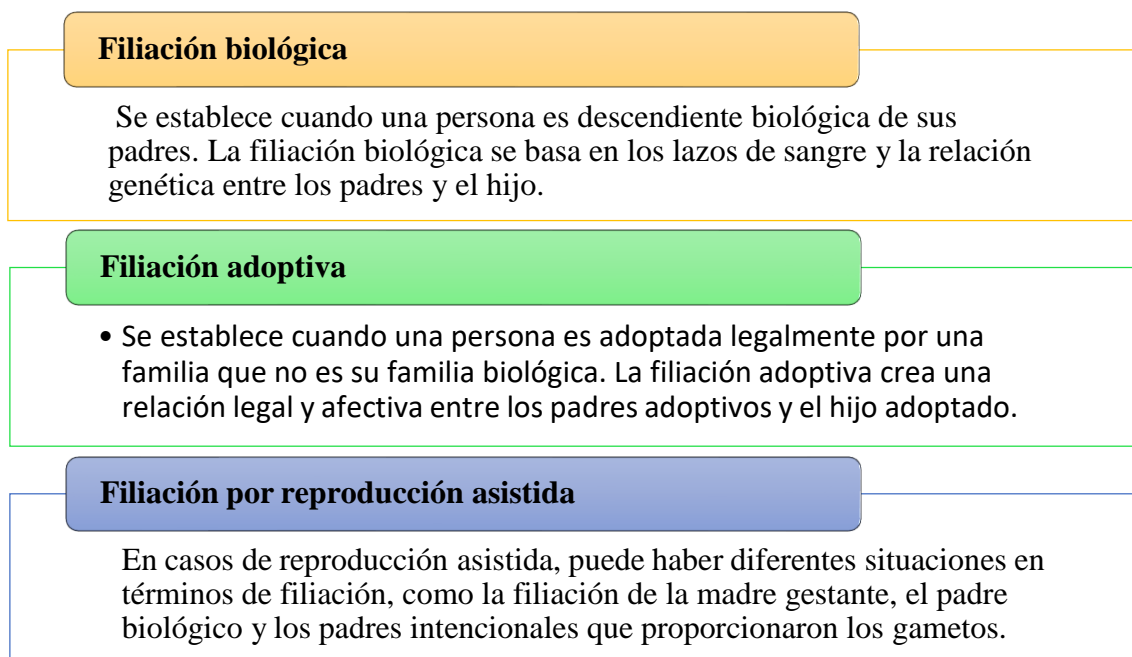 Filiación biológica
Se establece cuando una persona es descendiente biológica de sus
padres. La filiación biológica se basa en los lazos de sangre y la relación
genética entre los padres y el hijo.
Filiación adoptiva
• Se establece cuando una persona es adoptada legalmente por una
familia que no es su familia biológica. La filiación adoptiva crea una
relación legal y afectiva entre los padres adoptivos y el hijo adoptado.
Filiación por reproducción asistida
En casos de reproducción asistida, puede haber diferentes situaciones en
términos de filiación, como la filiación de la madre gestante, el padre
biológico y los padres intencionales que proporcionaron los gametos.